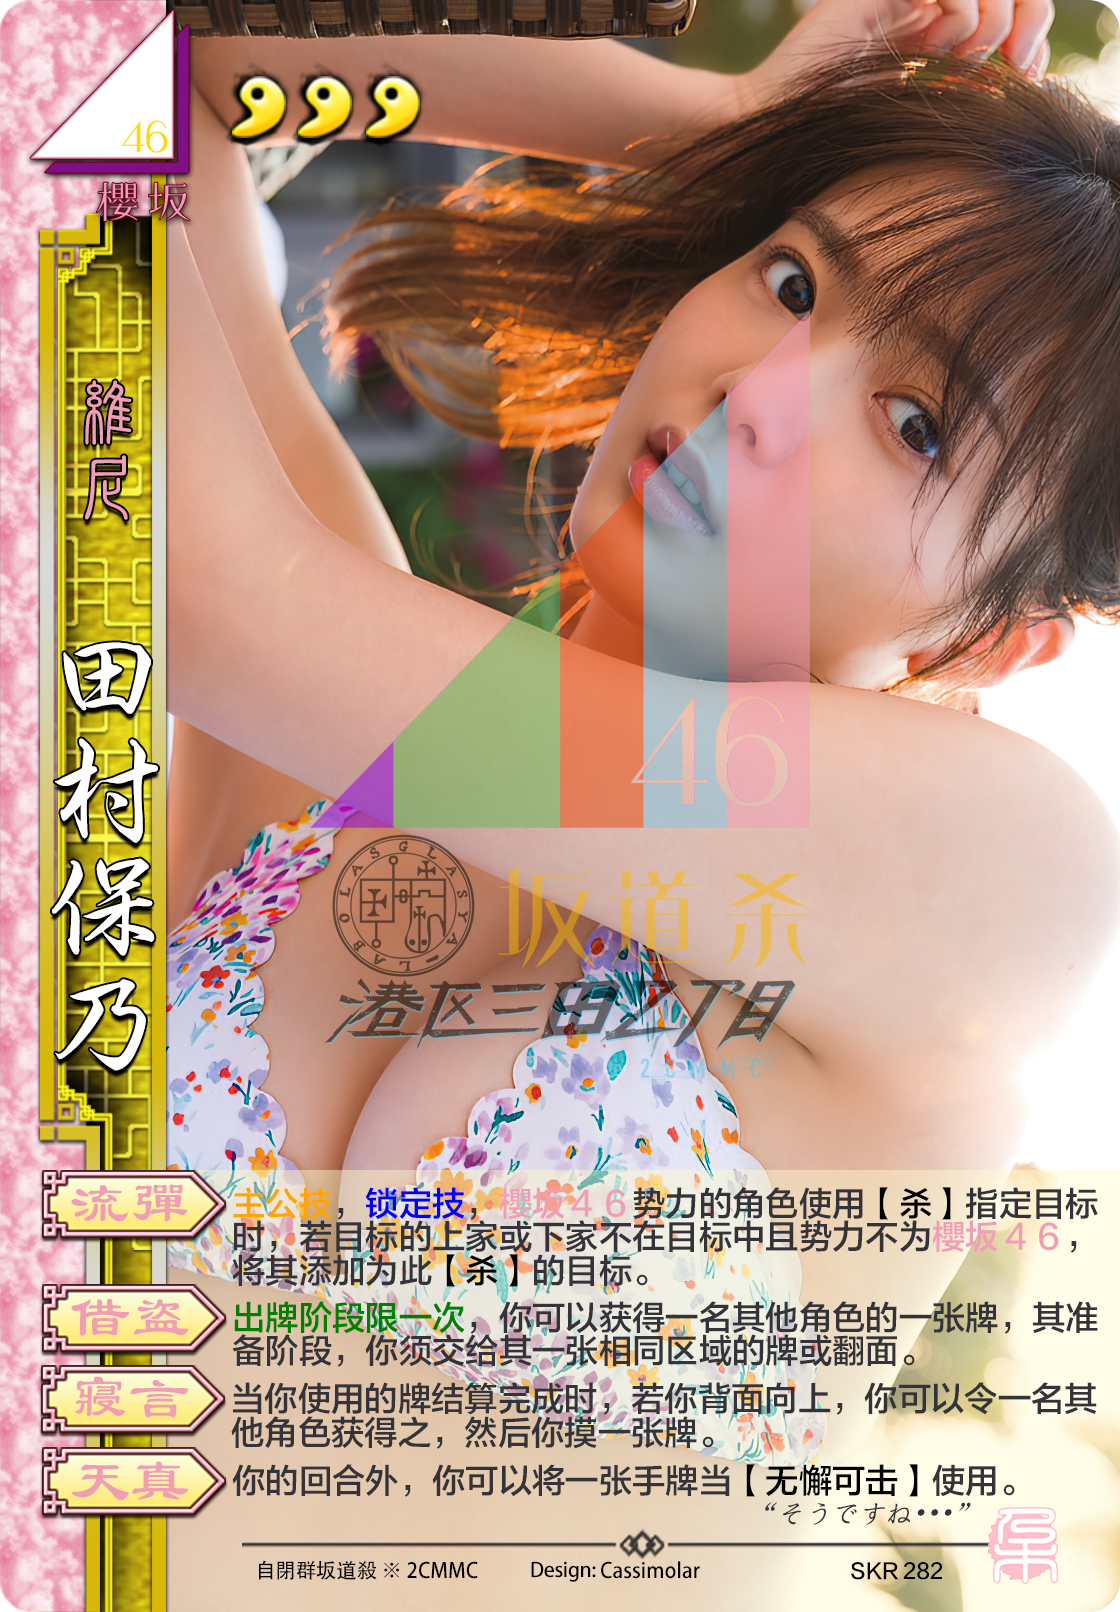 46
櫻坂
維尼
田村保乃
46
GLASYA-LABOLAS
坂道杀
港区三田2丁目
2CMMC
流彈
主公技，锁定技，櫻坂46势力的角色使用【杀】指定目标
时，若目标的上家或下家不在目标中且势力不为櫻坂46，
将其添加为此【杀】的目标。
借盗
出牌阶段限一次，你可以获得一名其他角色的一张牌，其准
备阶段，你须交给其一张相同区域的牌或翻面。
寢言
当你使用的牌结算完成时，若你背面向上，你可以令一名其
他角色获得之，然后你摸一张牌。
天真
你的回合外，你可以将一张手牌当【无懈可击】使用。
“そうですね•••”
自閉群坂道殺 ※ 2CMMC
Design: Cassimolar
SKR 282